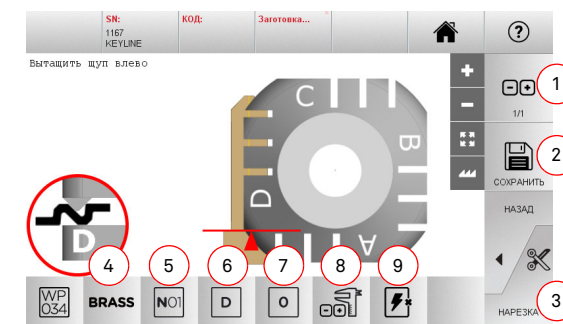 SN:
1167
KEYLINE
КОД:
Заготовка...
?
Вытащить щуп влево
C
B
A
D
D
1
1/1
2
СОХРАНИТЬ
НАЗАД
3
НАРЕЗКА
4
5
6
7
8
9
WP
034
BRASS
NO1
D
0